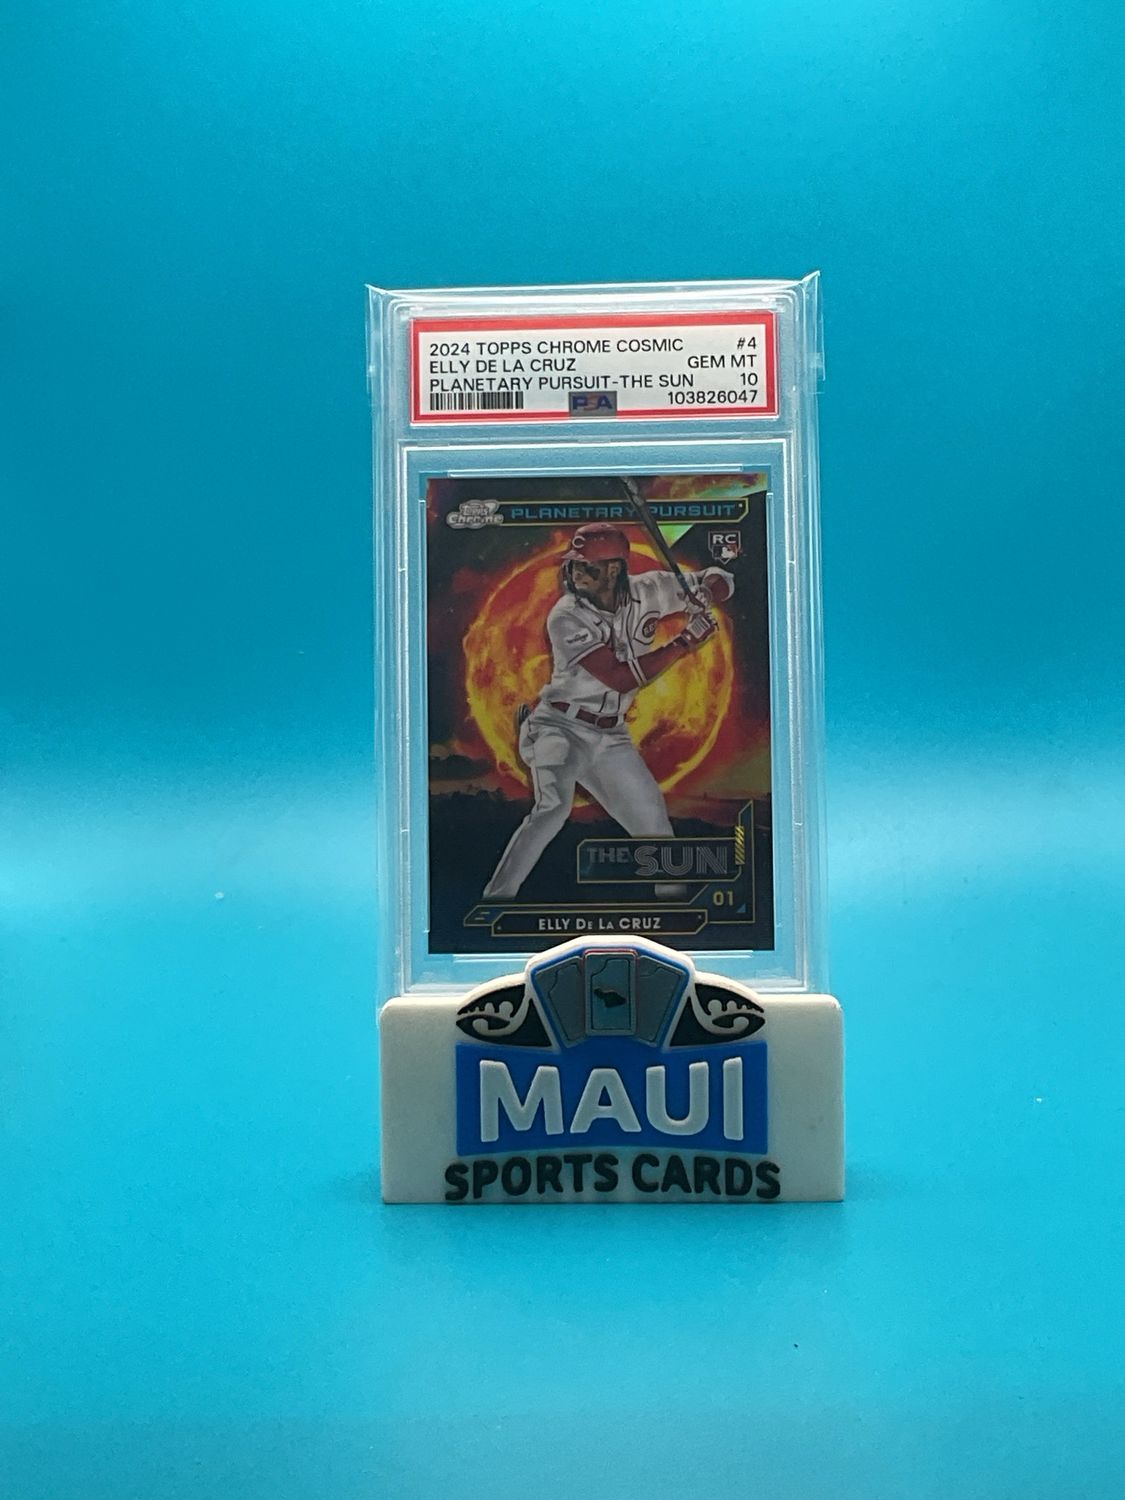 2024 TOPPS CHROME COSMIC #4
ELLY DE LA CRUZ GEM MT
PLANETARY PURSUIT-THE SUN 10
PSA 103826047
Topps Chrome PLANETARY PURSUIT
RC
C
THE SUN
01
ELLY DE LA CRUZ
MAUI
SPORTS CARDS